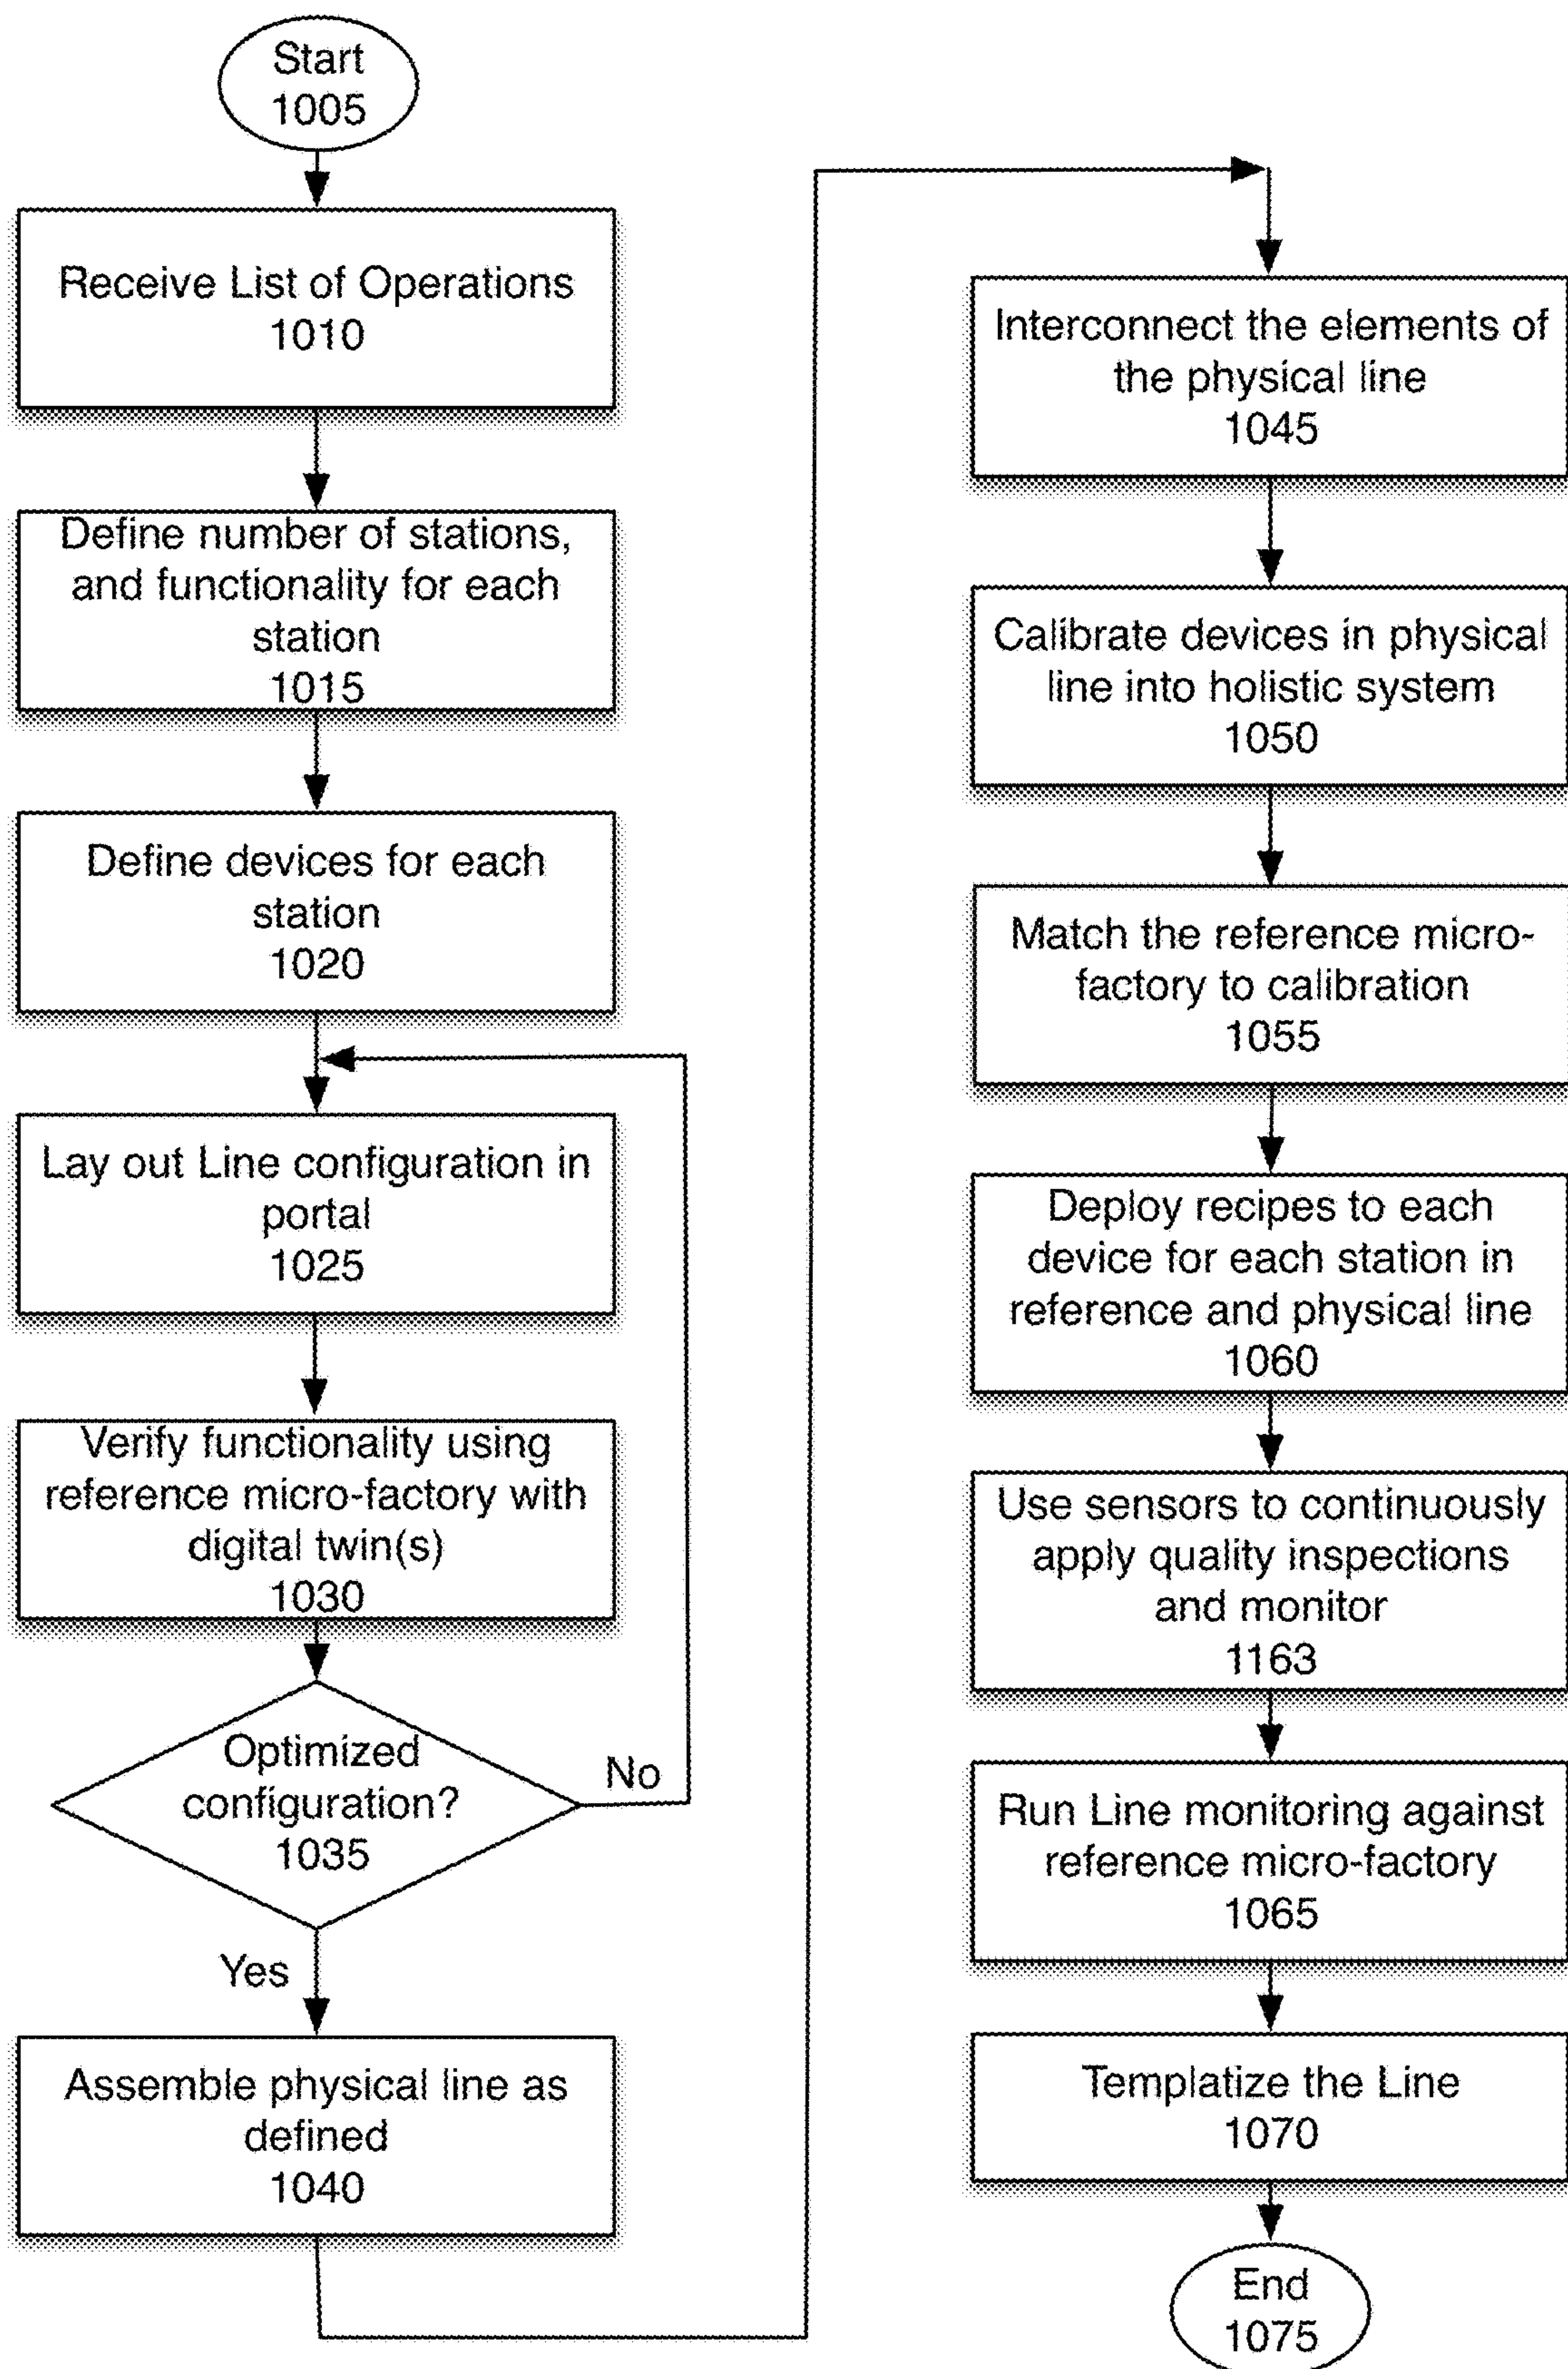 Start
1005
Receive List of Operations
1010
Define number of stations,
and functionality for each
station
1015
Define devices for each
station
1020
Lay out Line configuration in
portal
1025
Verify functionality using
reference micro-factory with
digital twin(s)
1030
Optimized
configuration?
1035
No
Yes
Assemble physical line as
defined
1040
Interconnect the elements of
the physical line
1045
Calibrate devices in physical
line into holistic system
1050
Match the reference micro-
factory to calibration
1055
Deploy recipes to each
device for each station in
reference and physical line
1060
Use sensors to continuously
apply quality inspections
and monitor
1163
Run Line monitoring against
reference micro-factory
1065
Templatize the Line
1070
End
1075